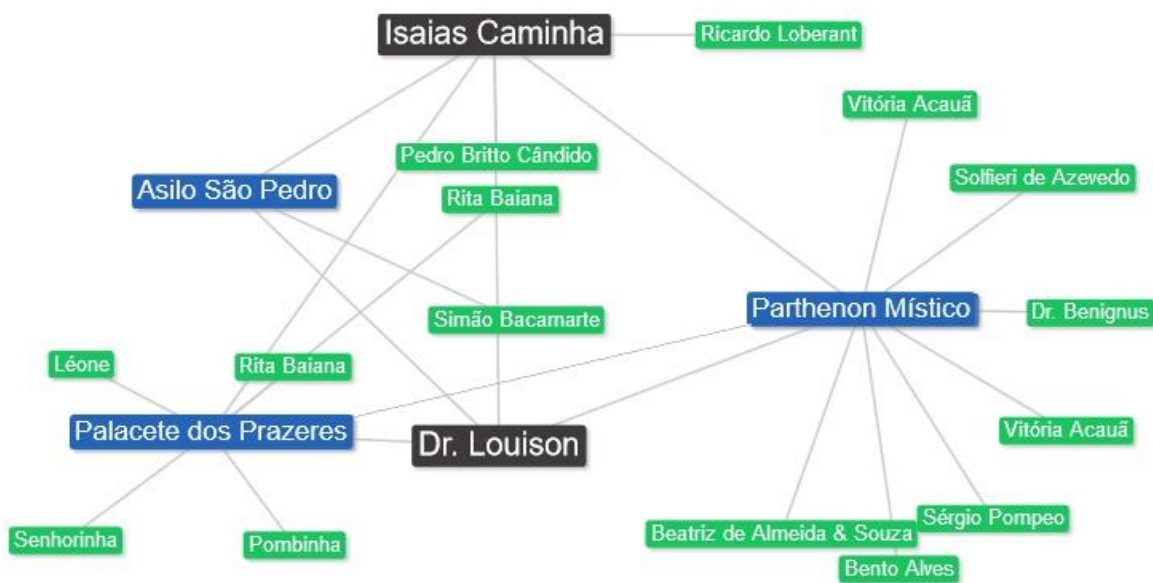 Isaias Caminha
Ricardo Loberant
Vitória Acauã
Pedro Britto Cândido
Solfieri de Azevedo
Asilo São Pedro
Rita Baiana
Parthenon Místico
Dr. Benignus
Simão Bacamarte
Léone
Rita Baiana
Palacete dos Prazeres
Vitória Acauã
Dr. Louison
Sérgio Pompeo
Beatriz de Almeida & Souza
Senhorinha
Pombinha
Bento Alves